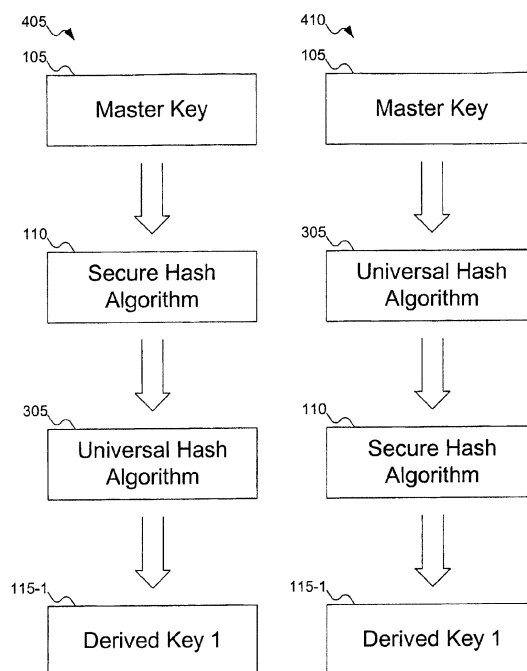 405
105
Master Key
110
Secure Hash
Algorithm
305
Universal Hash
Algorithm
115-1
Derived Key 1
410
105
Master Key
305
Universal Hash
Algorithm
110
Secure Hash
Algorithm
115-1
Derived Key 1